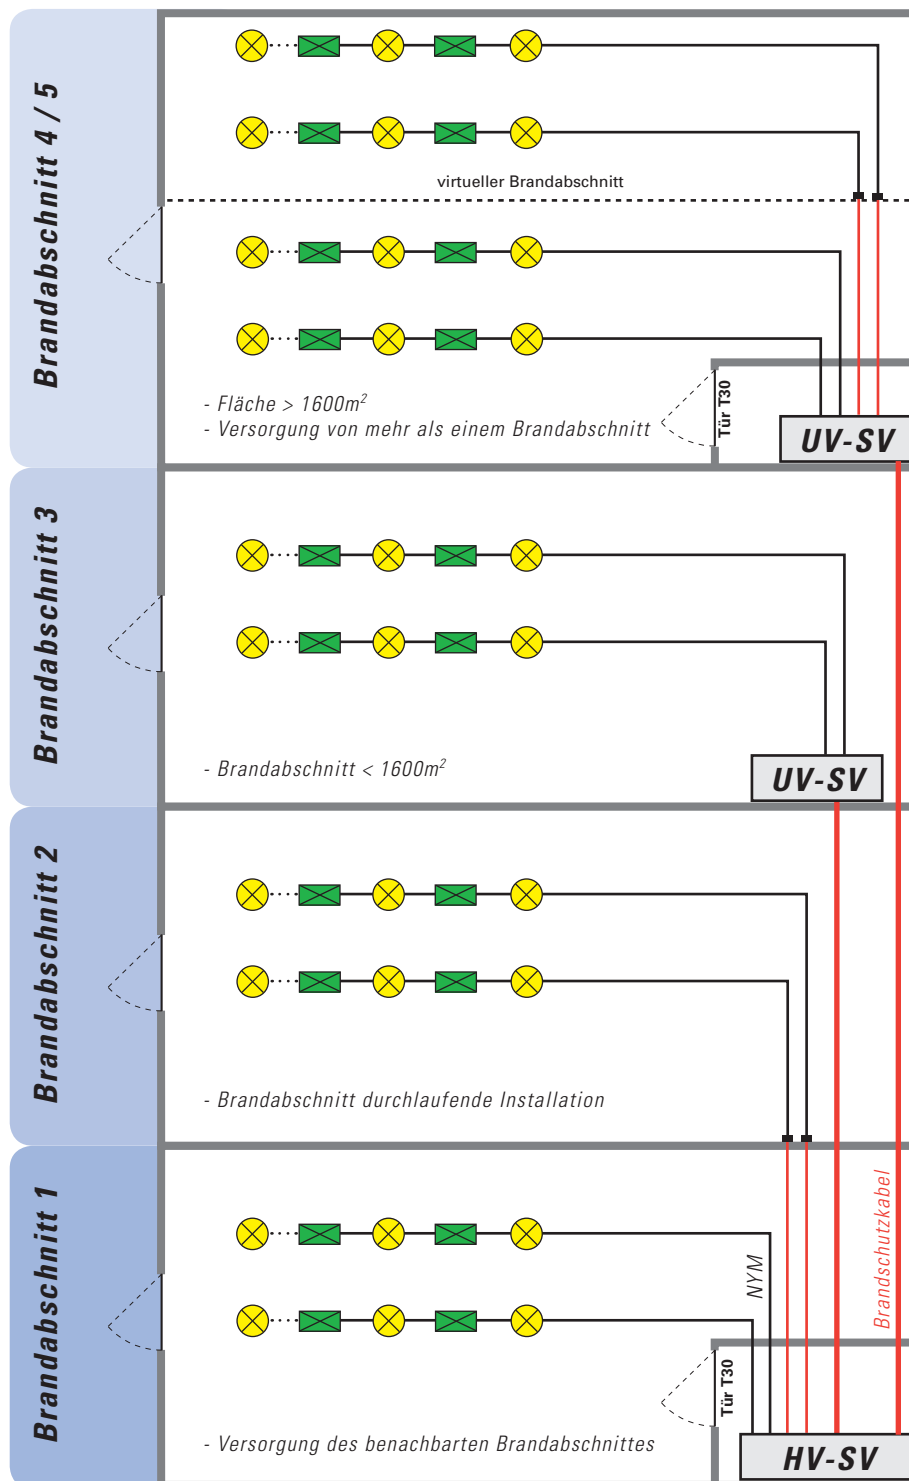 Brandabschnitt 4 / 5
virtueller Brandabschnitt
- Fläche > 1600m²
- Versorgung von mehr als einem Brandabschnitt
Tür T30
UV-SV
Brandabschnitt 3
- Brandabschnitt < 1600m²
UV-SV
Brandabschnitt 2
- Brandabschnitt durchlaufende Installation
Brandabschnitt 1
NYM
Brandschutzkabel
Tür T30
- Versorgung des benachbarten Brandabschnittes
HV-SV